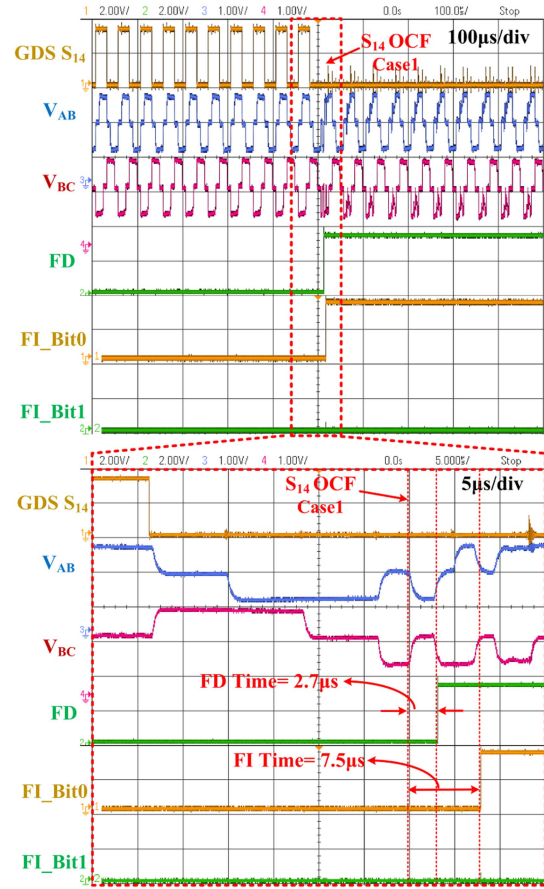 1 2.00V/ 2 2.00V/ 3 1.00V/ 4 1.00V/ 0.0s 100.0s/ Stop
S14 OCF
Case1
100μs/div
GDS S14
VAB
VBC
FD
FI_Bit0
FI_Bit1
1 2.00V/ 2 2.00V/ 3 1.00V/ 4 1.00V/ 0.0s 5.000s/ Stop
S14 OCF
Case1
5μs/div
GDS S14
VAB
VBC
FD Time= 2.7μs
FD
FI Time= 7.5μs
FI_Bit0
FI_Bit1